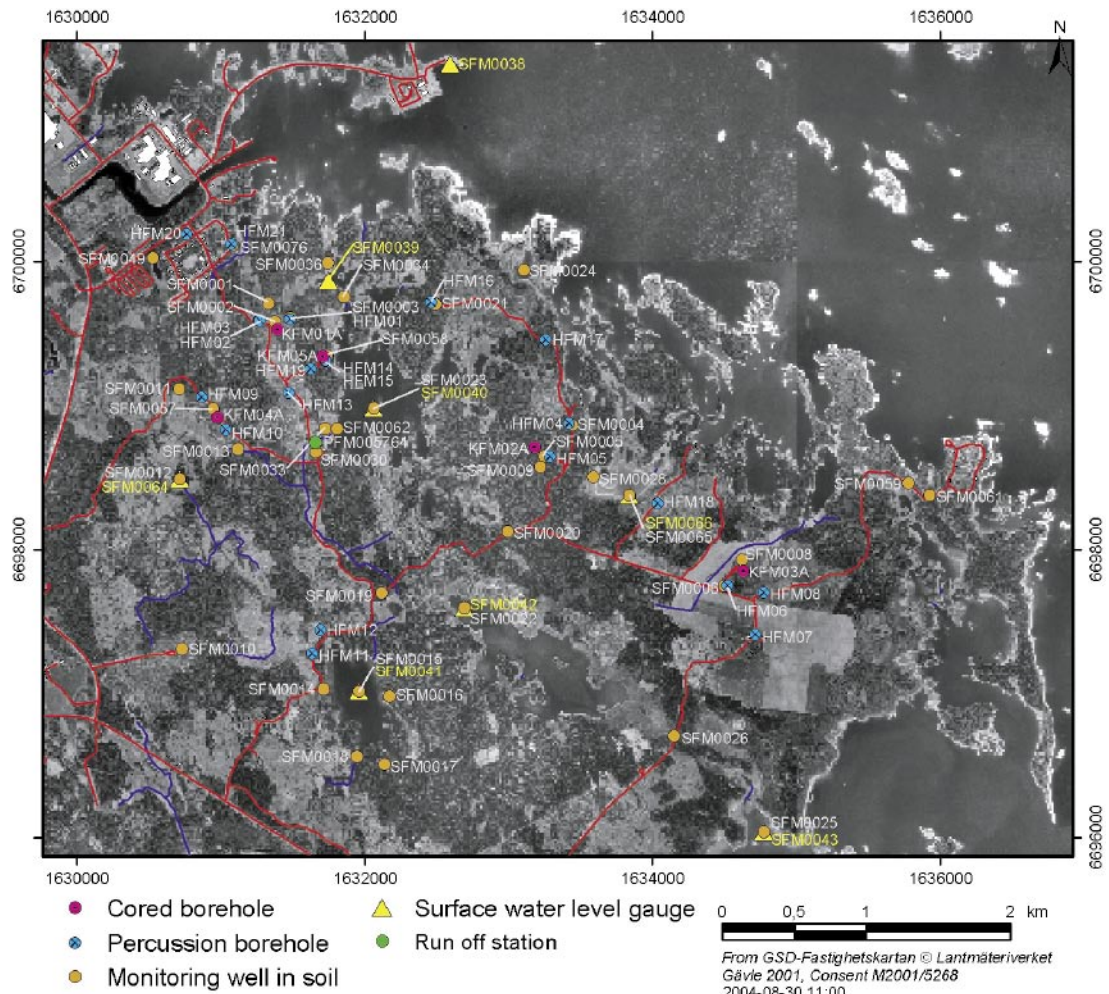 1630000 1632000 1634000 1636000
N
SFM0038
6700000
6700000
HFM20
HFM21
SFM0076
SFM0049
SFM0039
SFM0036
SFM0034
SFM0024
HFM16
SFM0001
SFM0002
SFM0003
HFM01
SFM0021
HFM03
HFM02
KFM01A
SFM0058
HFM17
KFM05A
HFM19
HFM14
HFM15
SFM0011
HFM09
SFM0023
SFM0040
SFM0057
KFM04A
HFM13
HFM10
SFM0062
HFM04
SFM0004
SFM0005
PFM005764
KFM02A
HFM05
SFM0013
SFM0030
SFM0033
SFM0009
SFM0012
SFM0064
SFM0028
SFM0059
SFM0061
HFM18
SFM0066
SFM0065
6698000
6698000
SFM0020
SFM0008
KFM03A
SFM0006
HFM08
HFM06
SFM0019
SFM0042
SFM0022
HFM12
HFM07
HFM11
SFM0010
SFM0015
SFM0041
SFM0014
SFM0016
SFM0026
SFM0018
SFM0017
SFM0025
SFM0043
6696000
6696000
1630000 1632000 1634000 1636000
Cored borehole
Percussion borehole
Monitoring well in soil
Surface water level gauge
Run off station
0 0,5 1 2 km
From GSD-Fastighetskartan © Lantmäteriverket
Gävle 2001, Consent M2001/5268
2004-08-30 11:00